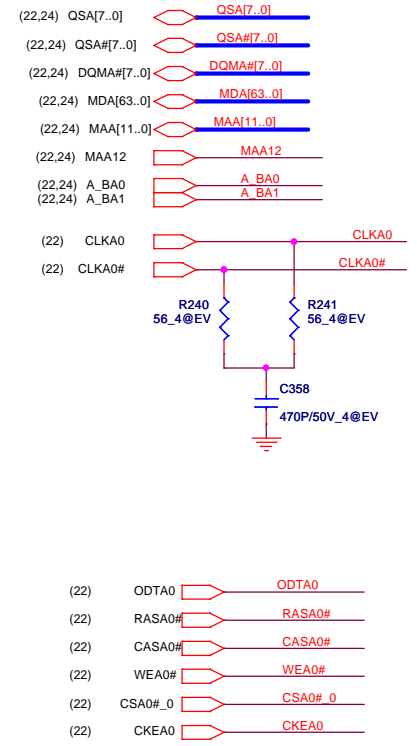 (22,24) QSA[7..0] QSA[7..0]
(22,24) QSA#[7..0] QSA#[7..0]
(22,24) DQMA#[7..0] DQMA#[7..0]
(22,24) MDA[63..0] MDA[63..0]
(22,24) MAA[11..0] MAA[11..0]
(22,24) MAA12 MAA12
(22,24) A_BA0 A_BA0
(22,24) A_BA1 A_BA1
(22) CLKA0 CLKA0
(22) CLKA0# CLKA0#
R240 R241
56_4@EV 56_4@EV
C358
470P/50V_4@EV
(22) ODTA0 ODTA0
(22) RASA0# RASA0#
(22) CASA0# CASA0#
(22) WEA0# WEA0#
(22) CSA0#_0 CSA0#_0
(22) CKEA0 CKEA0